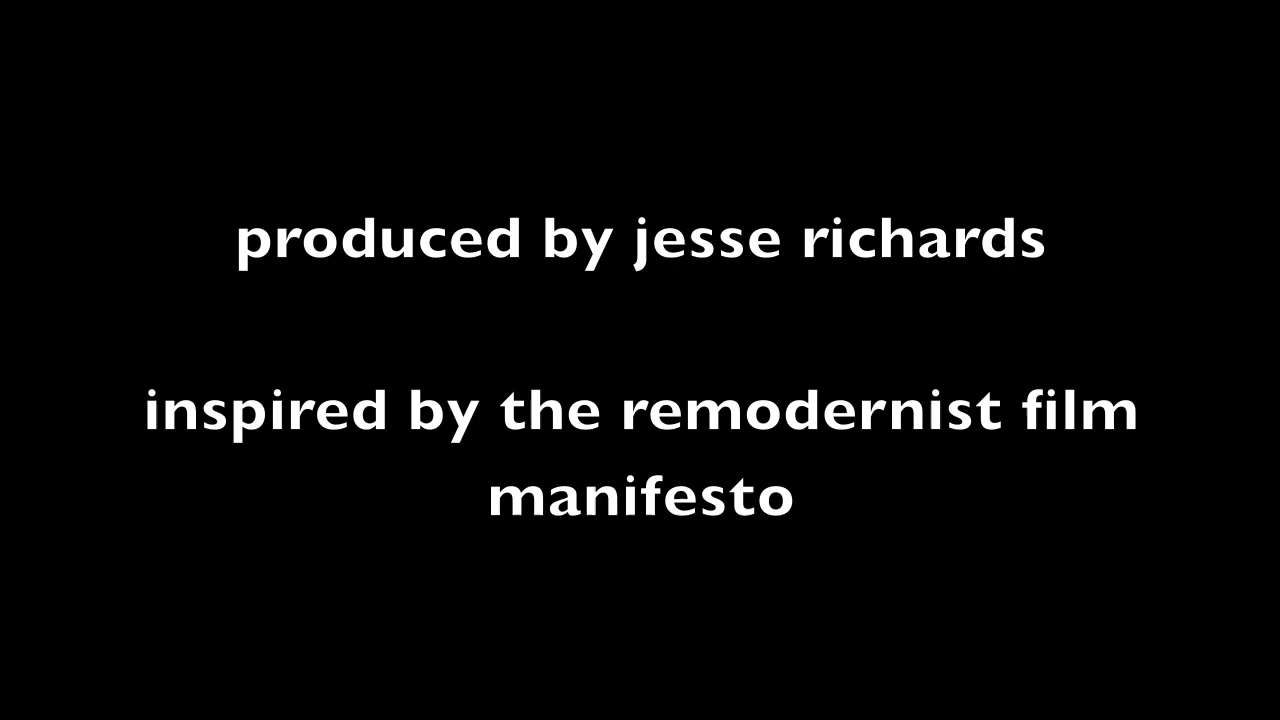 produced by jesse richards
inspired by the remodernist film
manifesto